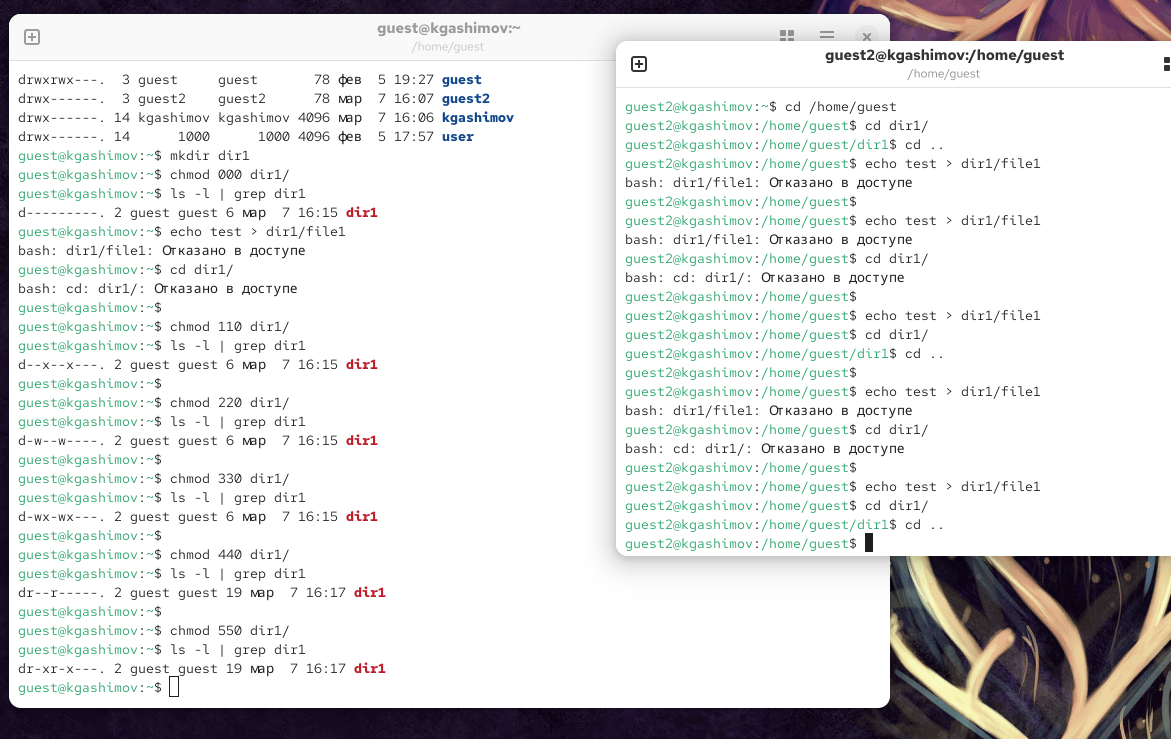 guest@kgashimov:~
/home/guest
drwxrwx---.  3 guest     guest       78 фев  5 19:27 guest
drwx------.  3 guest2    guest2      78 мар  7 16:07 guest2
drwx------. 14 kgashimov kgashimov 4096 мар  7 16:06 kgashimov
drwx------. 14      1000      1000 4096 фев  5 17:57 user
guest@kgashimov:~$ mkdir dir1
guest@kgashimov:~$ chmod 000 dir1/
guest@kgashimov:~$ ls -l | grep dir1
d---------. 2 guest guest 6 мар  7 16:15 dir1
guest@kgashimov:~$ echo test > dir1/file1
bash: dir1/file1: Отказано в доступе
guest@kgashimov:~$ cd dir1/
bash: cd: dir1/: Отказано в доступе
guest@kgashimov:~$
guest@kgashimov:~$ chmod 110 dir1/
guest@kgashimov:~$ ls -l | grep dir1
d--x--x---. 2 guest guest 6 мар  7 16:15 dir1
guest@kgashimov:~$
guest@kgashimov:~$ chmod 220 dir1/
guest@kgashimov:~$ ls -l | grep dir1
d-w--w----. 2 guest guest 6 мар  7 16:15 dir1
guest@kgashimov:~$
guest@kgashimov:~$ chmod 330 dir1/
guest@kgashimov:~$ ls -l | grep dir1
d-wx-wx---. 2 guest guest 6 мар  7 16:15 dir1
guest@kgashimov:~$
guest@kgashimov:~$ chmod 440 dir1/
guest@kgashimov:~$ ls -l | grep dir1
dr--r-----. 2 guest guest 19 мар  7 16:17 dir1
guest@kgashimov:~$
guest@kgashimov:~$ chmod 550 dir1/
guest@kgashimov:~$ ls -l | grep dir1
dr-xr-x---. 2 guest guest 19 мар  7 16:17 dir1
guest@kgashimov:~$
guest2@kgashimov:/home/guest
/home/guest
guest2@kgashimov:~$ cd /home/guest
guest2@kgashimov:/home/guest$ cd dir1/
guest2@kgashimov:/home/guest/dir1$ cd ..
guest2@kgashimov:/home/guest$ echo test > dir1/file1
bash: dir1/file1: Отказано в доступе
guest2@kgashimov:/home/guest$
guest2@kgashimov:/home/guest$ echo test > dir1/file1
bash: dir1/file1: Отказано в доступе
guest2@kgashimov:/home/guest$ cd dir1/
bash: cd: dir1/: Отказано в доступе
guest2@kgashimov:/home/guest$
guest2@kgashimov:/home/guest$ echo test > dir1/file1
guest2@kgashimov:/home/guest$ cd dir1/
guest2@kgashimov:/home/guest/dir1$ cd ..
guest2@kgashimov:/home/guest$
guest2@kgashimov:/home/guest$ echo test > dir1/file1
bash: dir1/file1: Отказано в доступе
guest2@kgashimov:/home/guest$ cd dir1/
bash: cd: dir1/: Отказано в доступе
guest2@kgashimov:/home/guest$
guest2@kgashimov:/home/guest$ echo test > dir1/file1
guest2@kgashimov:/home/guest$ cd dir1/
guest2@kgashimov:/home/guest/dir1$ cd ..
guest2@kgashimov:/home/guest$